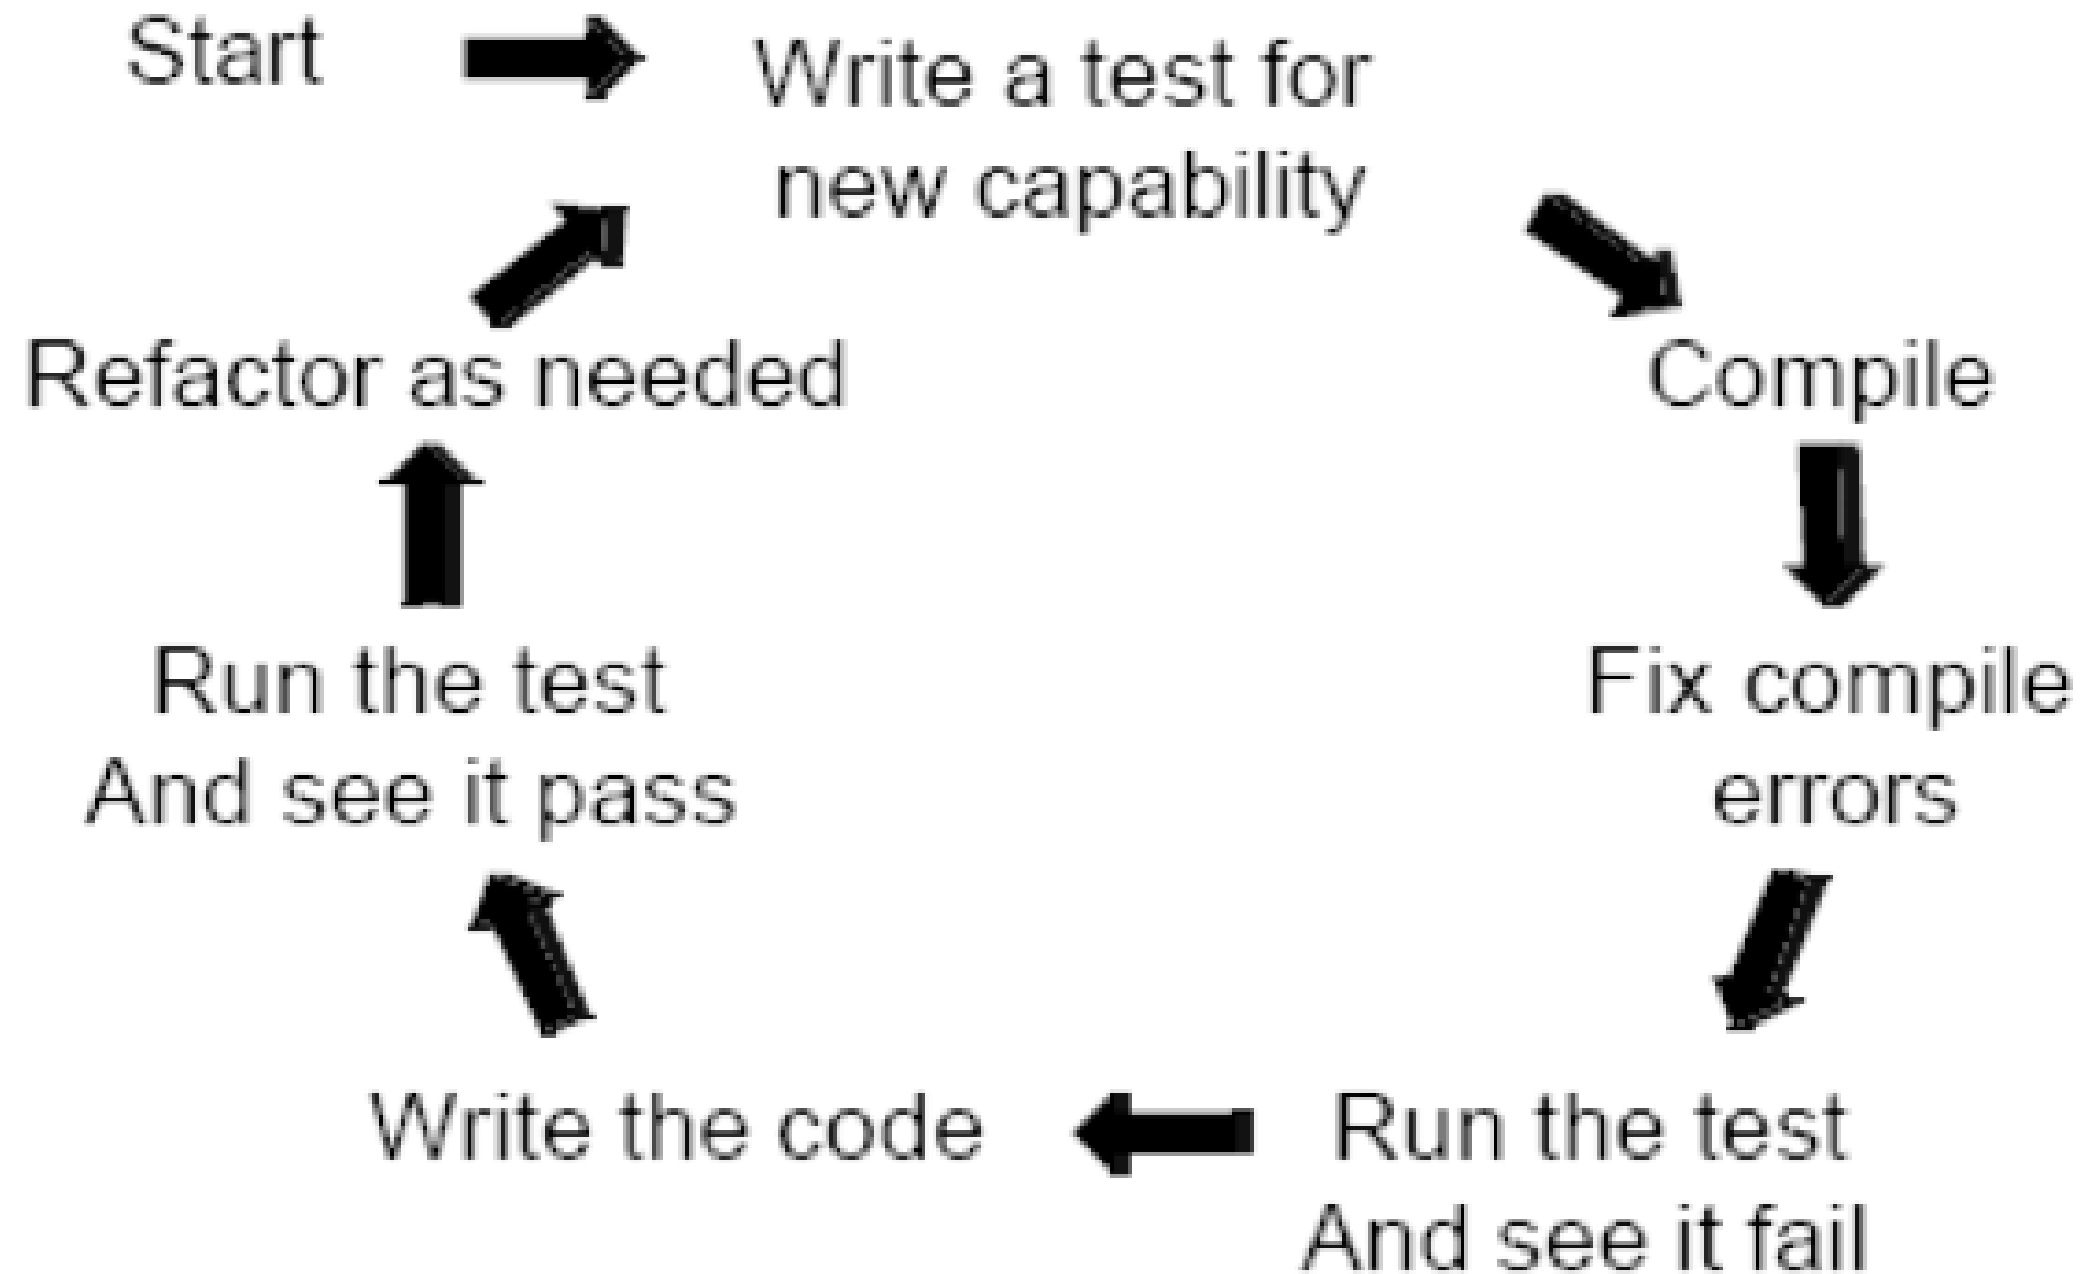 Start
Write a test for
new capability
Compile
Fix compile
errors
Run the test
And see it fail
Write the code
Run the test
And see it pass
Refactor as needed